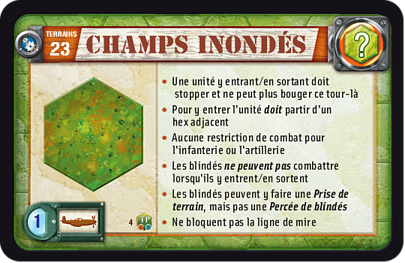 TERRAINS
23
CHAMPS INONDÉS
?
• Une unité y entrant/en sortant doit
stopper et ne peut plus bouger ce tour-là
• Pour y entrer l'unité doit partir d'un
hex adjacent
• Aucune restriction de combat pour
l'infanterie ou l'artillerie
• Les blindés ne peuvent pas combattre
lorsqu'ils y entrent/en sortent
• Les blindés peuvent y faire une Prise de
terrain, mais pas une Percée de blindés
• Ne bloquent pas la ligne de mire
1
4